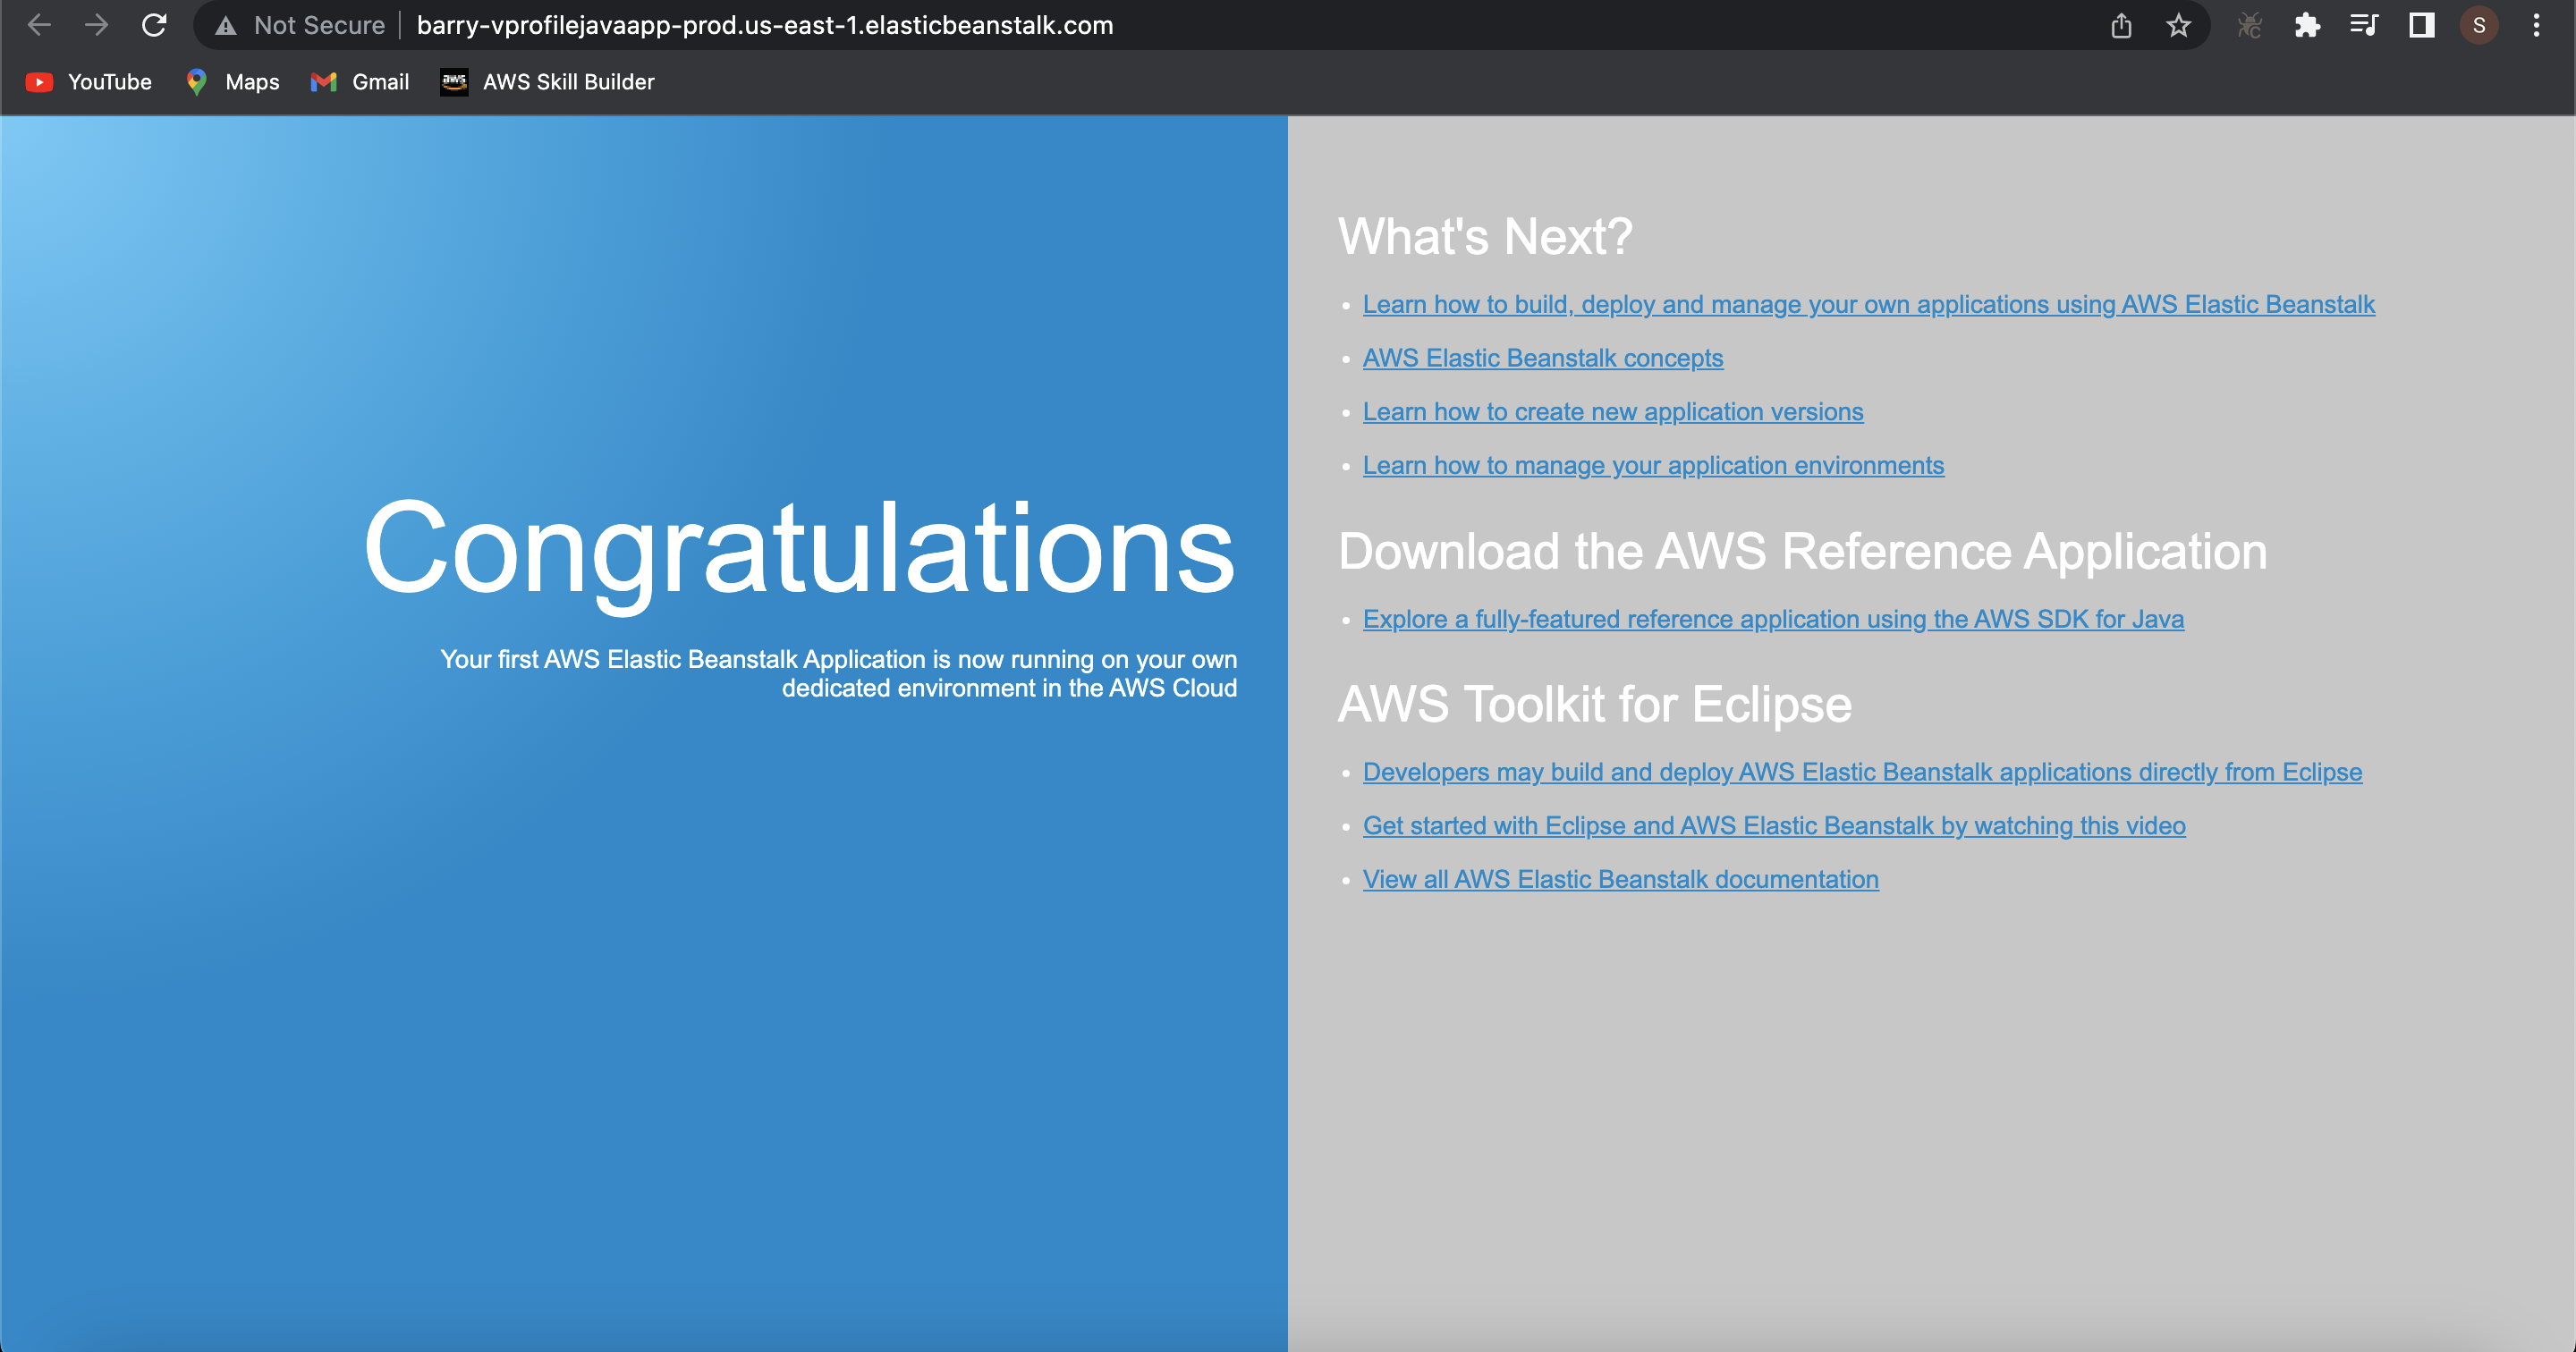 Not Secure
barry-vprofilejavaapp-prod.us-east-1.elasticbeanstalk.com
S
YouTube
Maps
Gmail
aws
AWS Skill Builder
Congratulations
Your first AWS Elastic Beanstalk Application is now running on your own
dedicated environment in the AWS Cloud
What's Next?
Learn how to build, deploy and manage your own applications using AWS Elastic Beanstalk
AWS Elastic Beanstalk concepts
Learn how to create new application versions
Learn how to manage your application environments
Download the AWS Reference Application
Explore a fully-featured reference application using the AWS SDK for Java
AWS Toolkit for Eclipse
Developers may build and deploy AWS Elastic Beanstalk applications directly from Eclipse
Get started with Eclipse and AWS Elastic Beanstalk by watching this video
View all AWS Elastic Beanstalk documentation